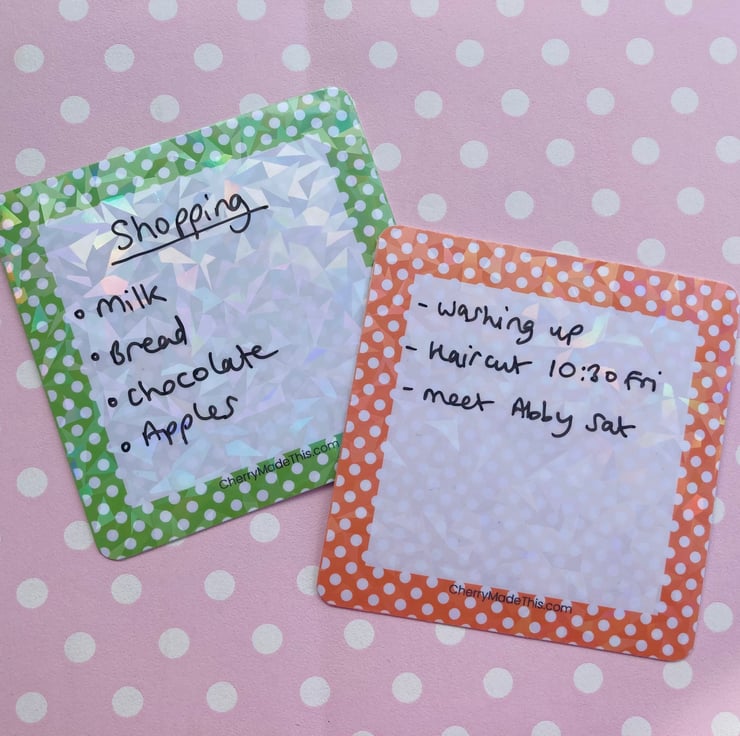 Shopping
• milk
• Bread
• chocolate
• Apples
CherryMadeThis.com
- washing up
- Haircut 10:30 Fri
- meet Abby Sat
CherryMadeThis.com